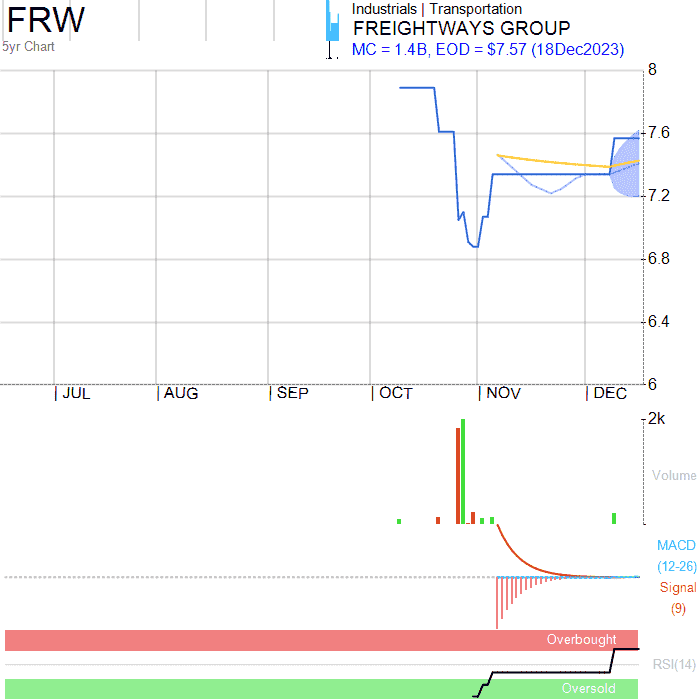 FRW
5yr Chart
Industrials | Transportation
FREIGHTWAYS GROUP
MC = 1.4B, EOD = $7.57 (18Dec2023)
8
7.6
7.2
6.8
6.4
6
JUL AUG SEP OCT NOV DEC
2k
Volume
MACD
(12-26)
Signal
(9)
Overbought
RSI(14)
Oversold